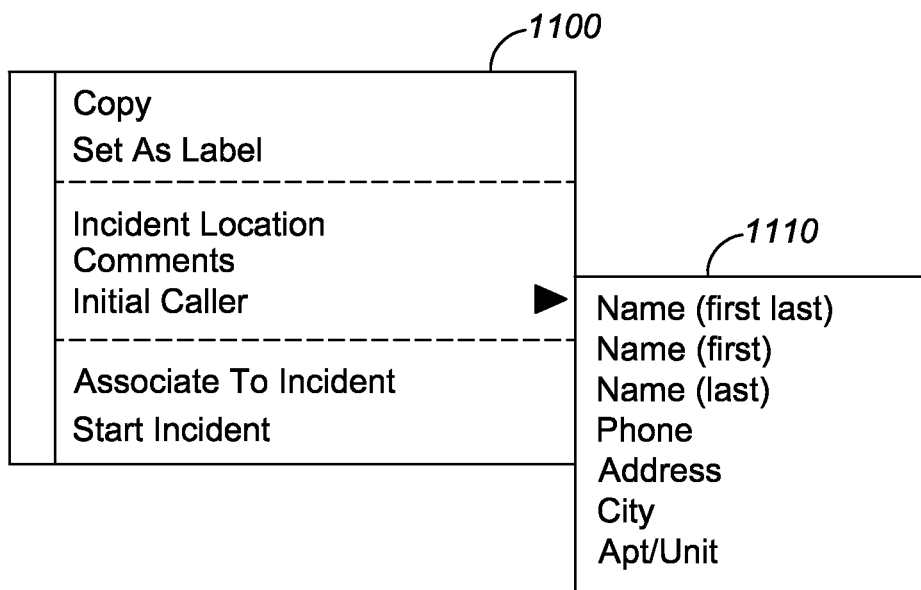 1100
Copy
Set As Label
Incident Location
Comments
Initial Caller
Associate To Incident
Start Incident
1110
Name (first last)
Name (first)
Name (last)
Phone
Address
City
Apt/Unit